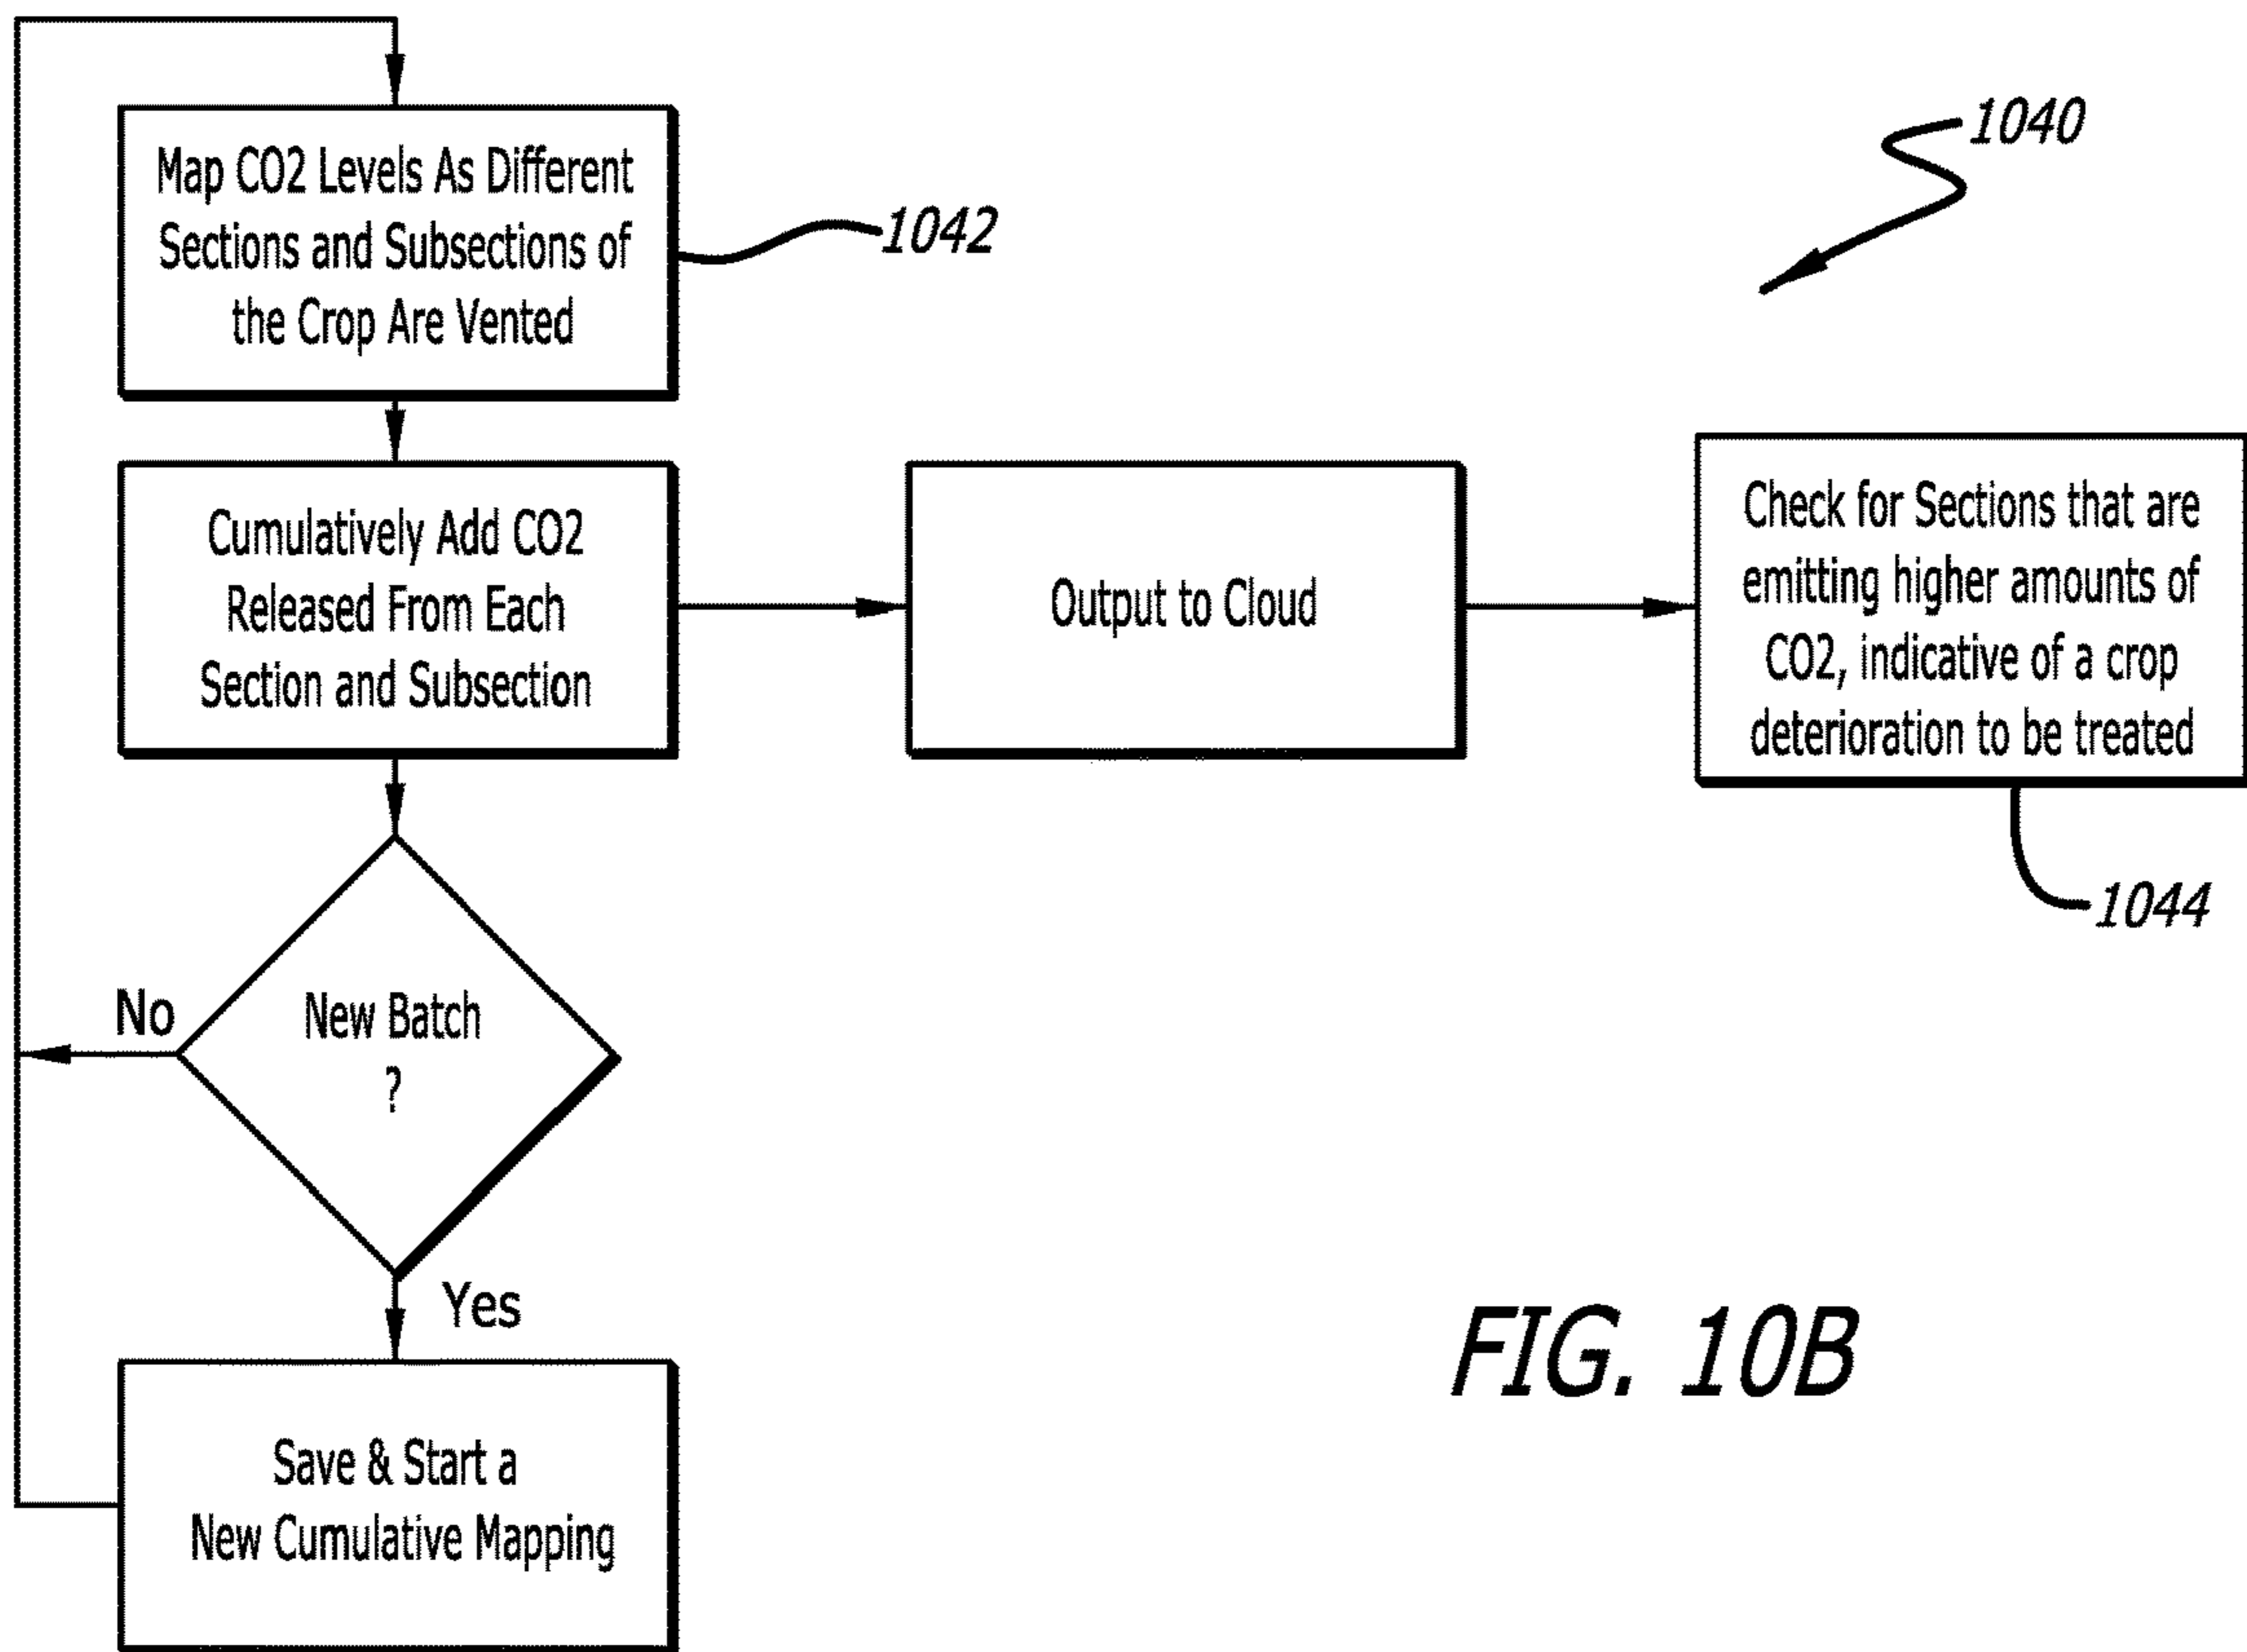 Map CO2 Levels As Different
Sections and Subsections of
the Crop Are Vented
1042
1040
Cumulatively Add CO2
Released From Each
Section and Subsection
Output to Cloud
Check for Sections that are
emitting higher amounts of
CO2, indicative of a crop
deterioration to be treated
1044
New Batch
?
No
Yes
Save & Start a
New Cumulative Mapping
FIG. 10B